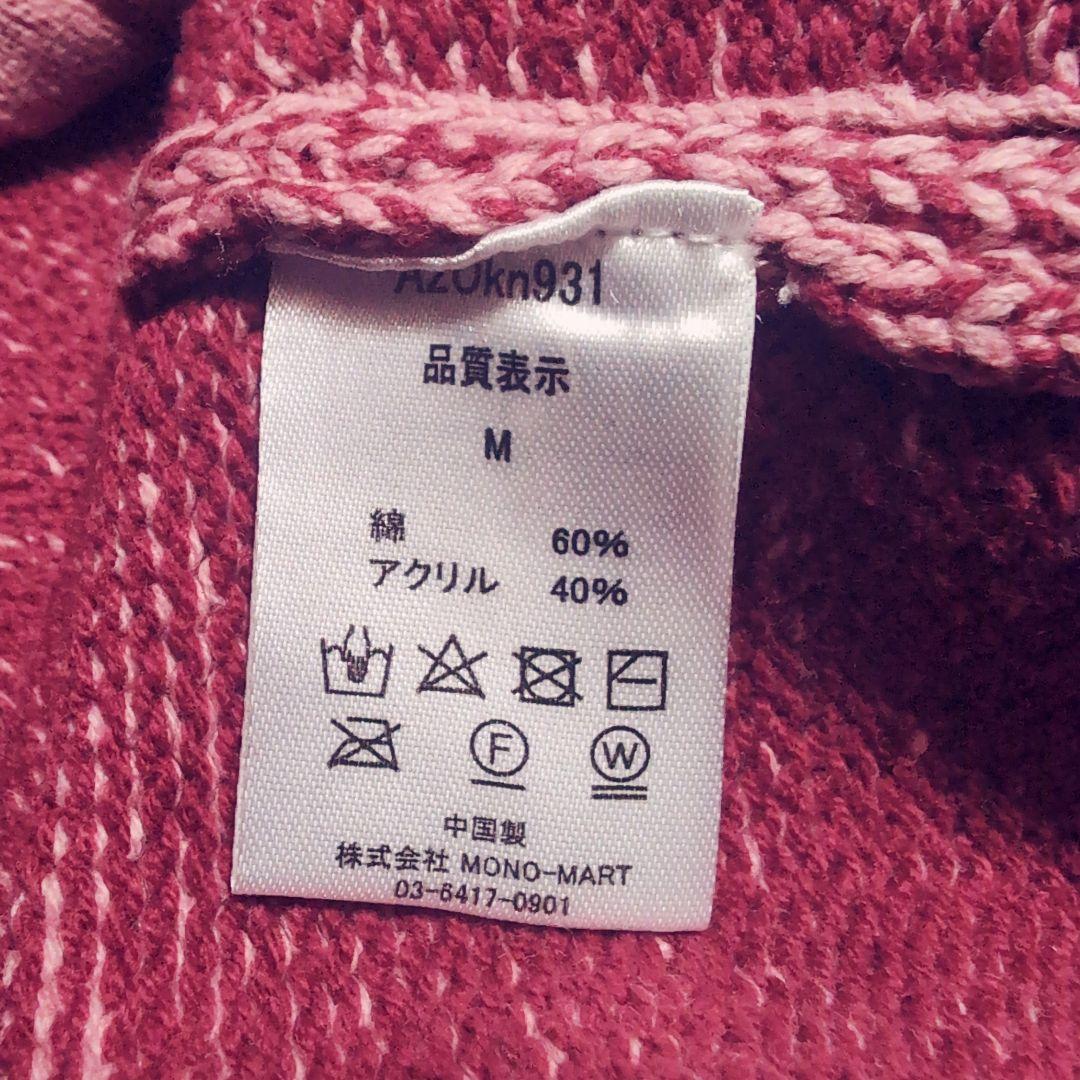 AZ0kn931
品質表示
M
綿 60%
アクリル 40%
F W
中国製
株式会社 MONO-MART
03-6417-0901